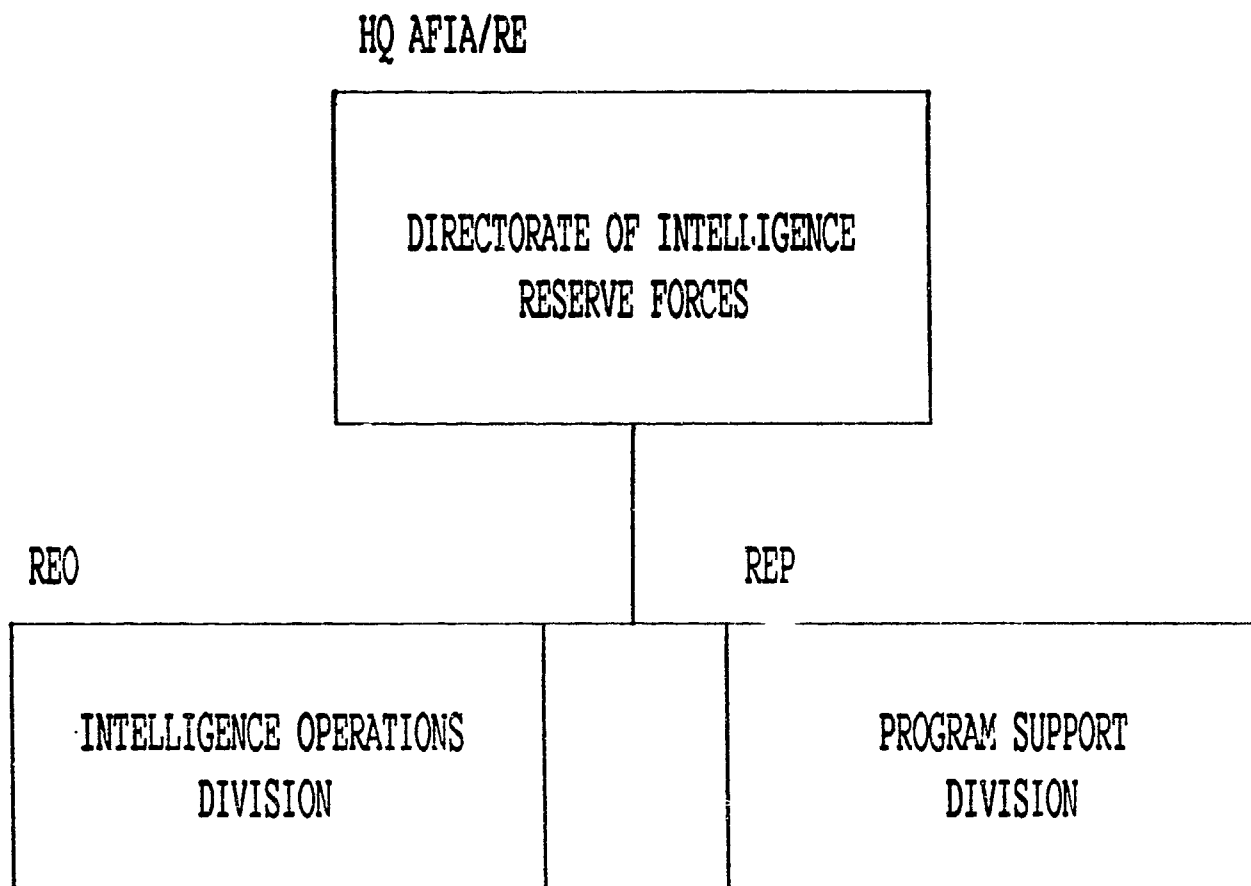 HQ AFIA/RE
DIRECTORATE OF INTELLIGENCE
RESERVE FORCES
REO
REP
INTELLIGENCE OPERATIONS
DIVISION
PROGRAM SUPPORT
DIVISION